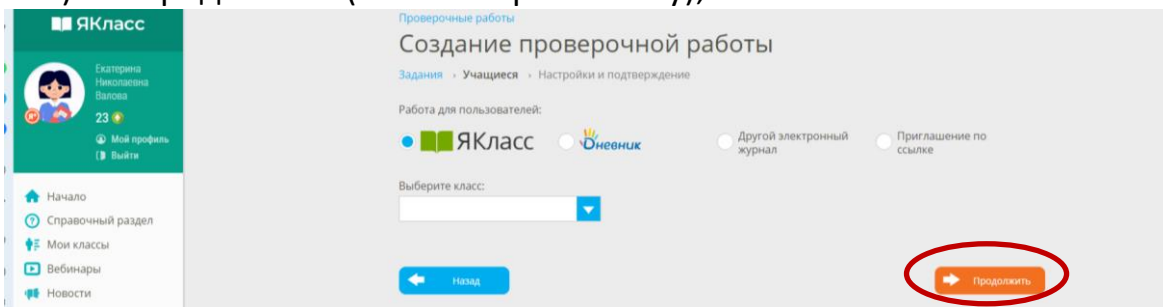 ЯКласс
Екатерина
Николаевна
Валова
23
Мой профиль
Выйти
Начало
Справочный раздел
Мои классы
Вебинары
Новости
Проверочные работы
Создание проверочной работы
Задания › Учащиеся › Настройки и подтверждение
Работа для пользователей:
ЯКласс
Дневник
Другой электронный
журнал
Приглашение по
ссылке
Выберите класс:
Назад
Продолжить